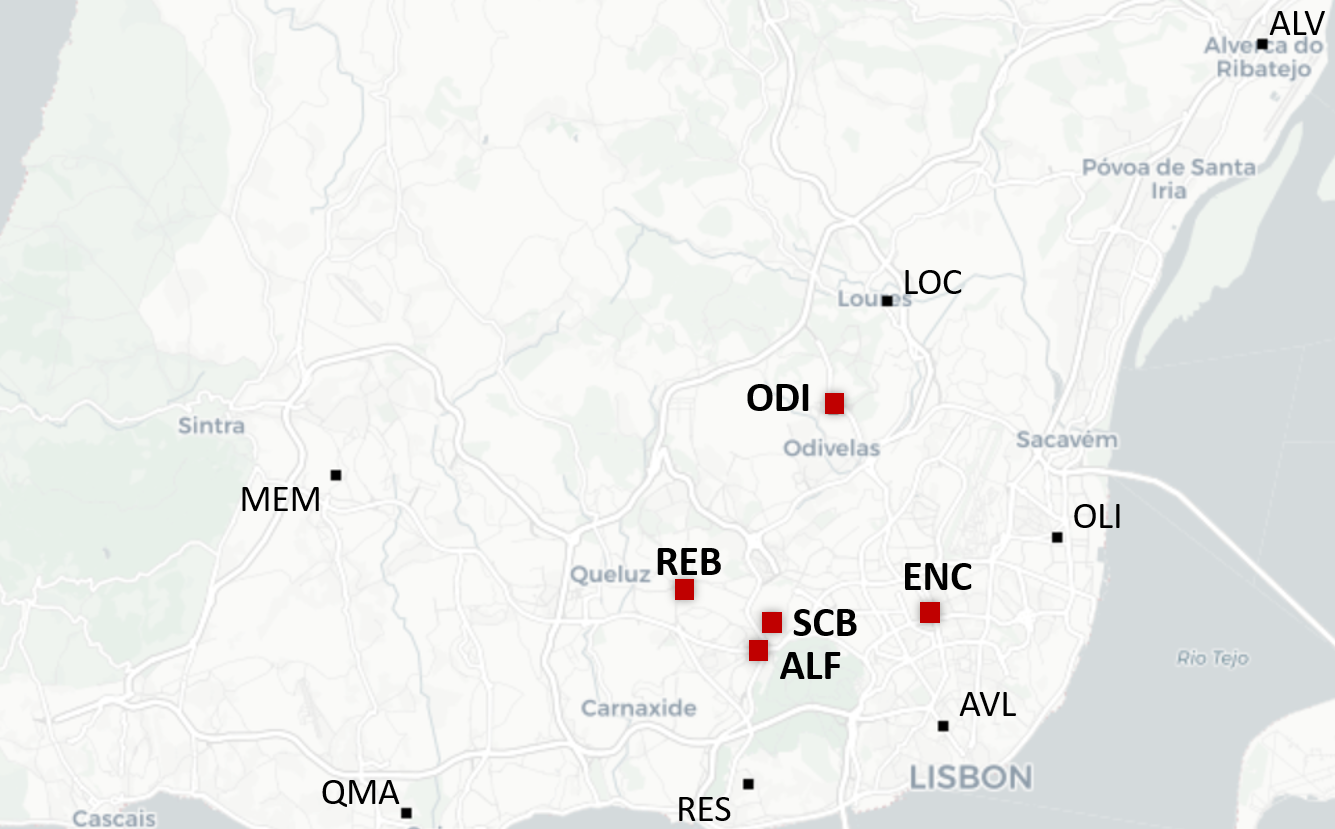 ALV
Alverca do
Ribatejo
Póvoa de Santa
Iria
LOC
Loures
ODI
Sintra
Odivelas
Sacavém
MEM
OLI
REB
Queluz
ENC
SCB
ALF
Rio Tejo
Carnaxide
AVL
LISBON
QMA
RES
Cascais